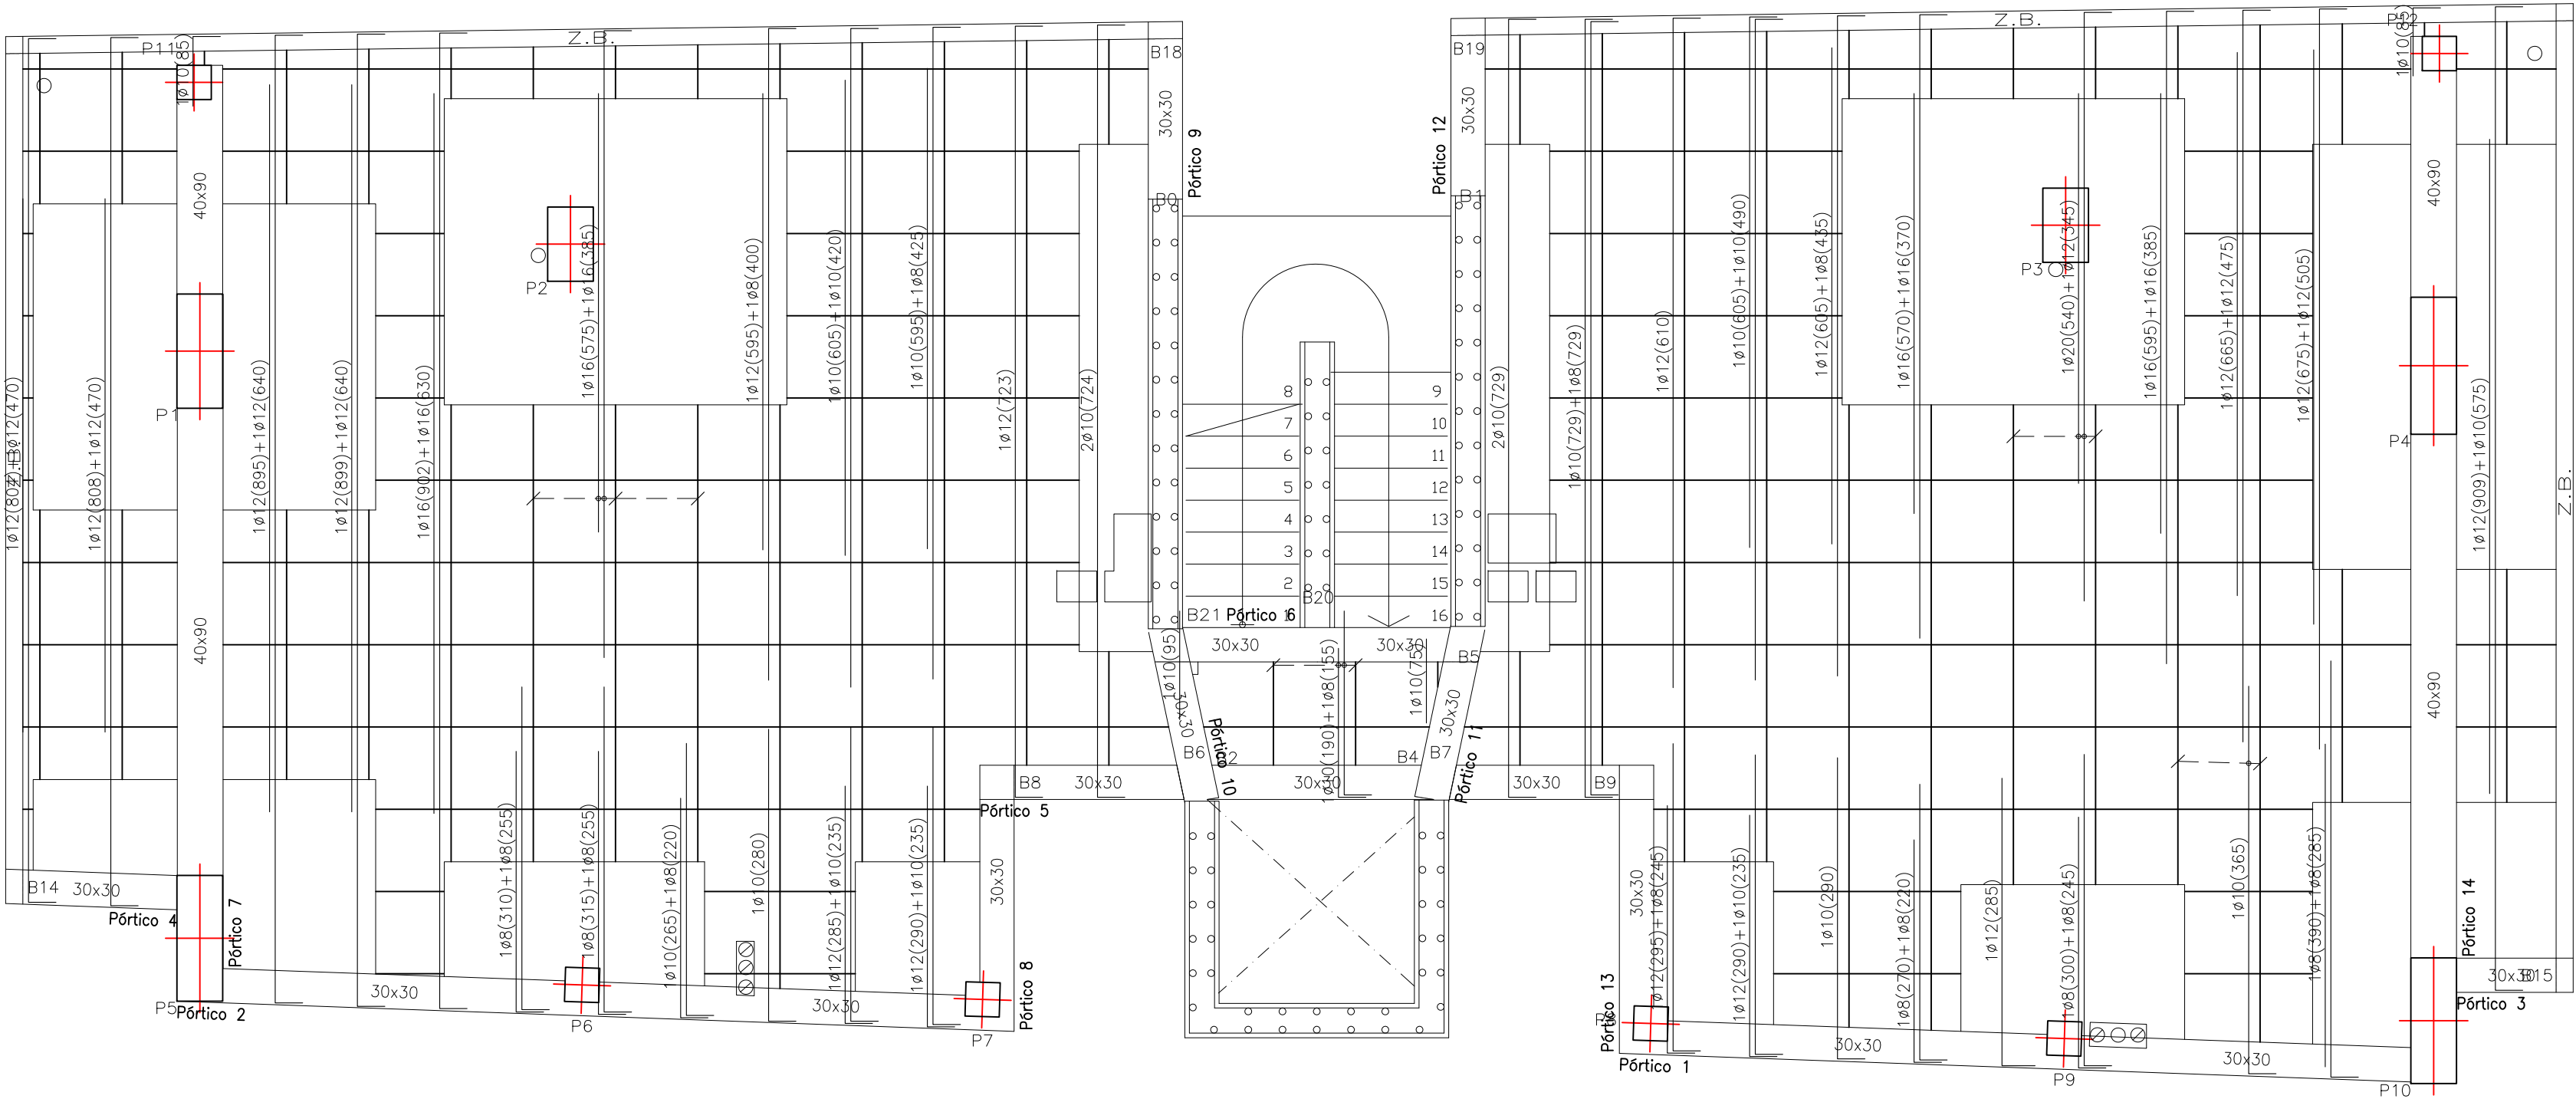 P11
1ø10(85)
Z.B.
B18
30x30
Pórtico 9
B0
B19
30x30
Pórtico 12
B1
Z.B.
1ø10(85)
40x90
40x90
P2
P3
P1
P4
1ø12(470)
1ø12(808)+1ø12(470)
1ø12(895)+1ø12(640)
1ø12(899)+1ø12(640)
1ø16(902)+1ø16(630)
1ø16(575)+1ø16(385)
1ø12(595)+1ø8(400)
1ø10(605)+1ø10(420)
1ø10(595)+1ø8(425)
1ø12(723)
2ø10(724)
8
7
6
5
4
3
2
1
9
10
11
12
13
14
15
16
2ø10(729)
1ø10(729)+1ø8(729)
1ø12(610)
1ø10(605)+1ø10(490)
1ø12(605)+1ø8(435)
1ø16(570)+1ø16(370)
1ø20(540)+1ø12(345)
1ø16(595)+1ø16(385)
1ø12(665)+1ø12(475)
1ø12(675)+1ø12(505)
1ø12(909)+1ø10(575)
Z.B.
40x90
40x90
B20
B21
Pórtico 6
30x30
30x30
B5
1ø10(95)
30x30
1ø10(190)+1ø8(155)
1ø10(75)
30x30
B6
Pórtico 10
B4
B7
Pórtico 11
B8
30x30
30x30
30x30
B9
Pórtico 5
30x30
30x30
B14
30x30
Pórtico 4
Pórtico 7
1ø8(310)+1ø8(255)
1ø8(315)+1ø8(255)
1ø10(265)+1ø8(220)
1ø10(280)
1ø12(285)+1ø10(235)
1ø12(290)+1ø10(235)
1ø12(295)+1ø8(245)
1ø12(290)+1ø10(235)
1ø10(290)
1ø8(270)+1ø8(220)
1ø12(285)
1ø8(300)+1ø8(245)
1ø10(365)
1ø8(390)+1ø8(285)
Pórtico 14
30x30
B15
Pórtico 3
P5
Pórtico 2
30x30
P6
30x30
P7
Pórtico 8
Pórtico 13
Pórtico 1
30x30
P9
30x30
P10